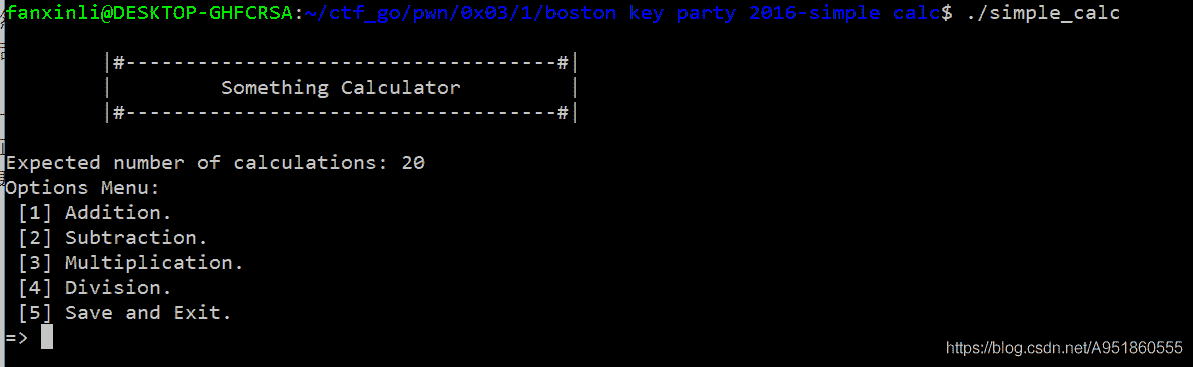 fanxinli@DESKTOP-GHFCRSA:~/ctf_go/pwn/0x03/1/boston key party 2016-simple calc$ ./simple_calc
|#------------------------------------#|
|         Something Calculator         |
|#------------------------------------#|
Expected number of calculations: 20
Options Menu:
[1] Addition.
[2] Subtraction.
[3] Multiplication.
[4] Division.
[5] Save and Exit.
=>
https://blog.csdn.net/A951860555